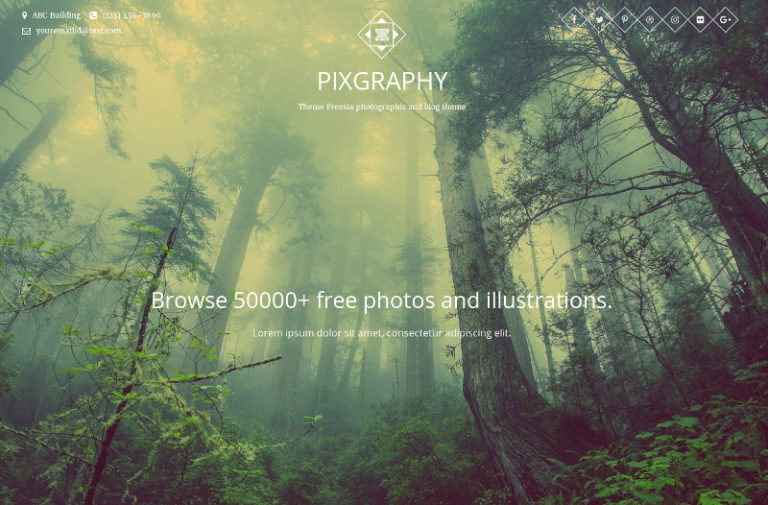 ABC Building (123) 456-7890
youremailid@test.com
PIXGRAPHY
Theme Freesia photographic and blog theme
Browse 50000+ free photos and illustrations.
Lorem ipsum dolor sit amet, consectetur adipiscing elit.